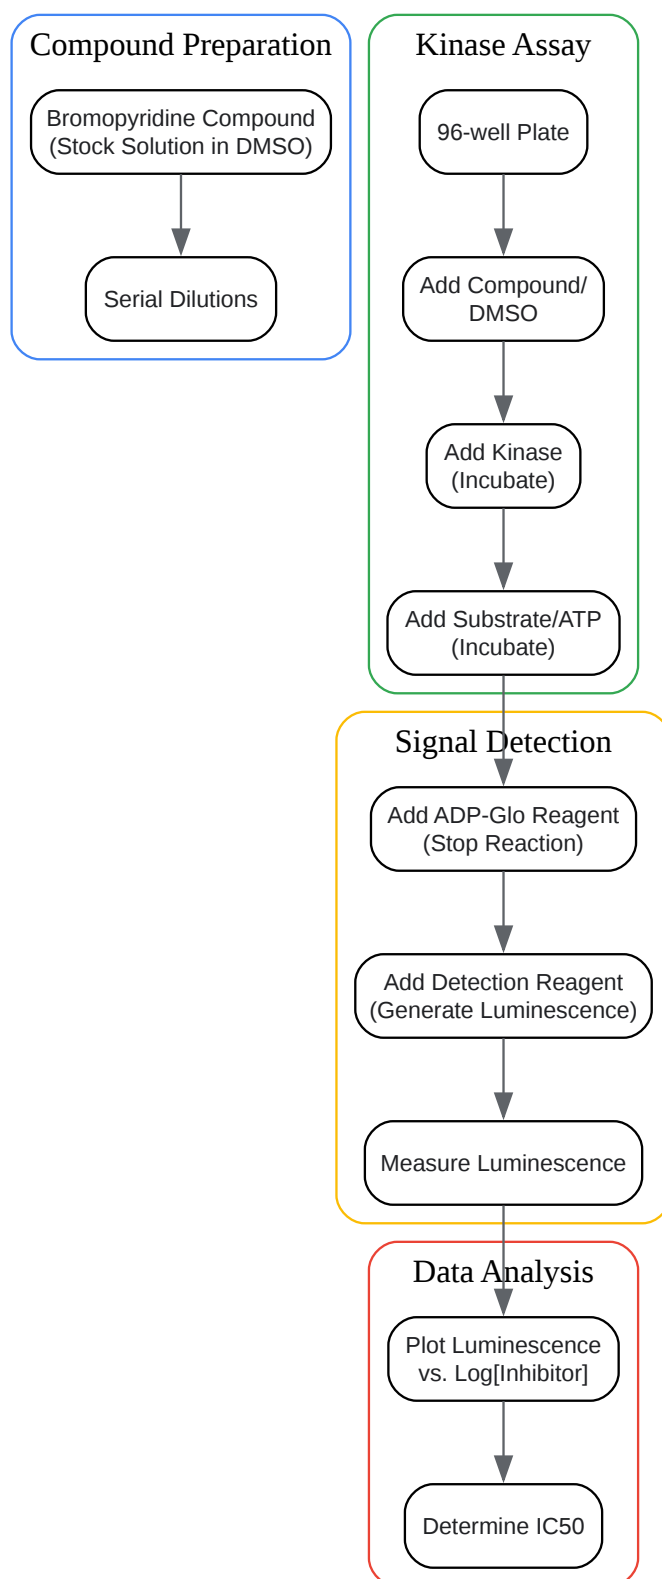 Compound Preparation
Bromopyridine Compound
(Stock Solution in DMSO)
Serial Dilutions
Kinase Assay
96-well Plate
Add Compound/
DMSO
Add Kinase
(Incubate)
Add Substrate/ATP
(Incubate)
Signal Detection
Add ADP-Glo Reagent
(Stop Reaction)
Add Detection Reagent
(Generate Luminescence)
Measure Luminescence
Data Analysis
Plot Luminescence
vs. Log[Inhibitor]
Determine IC50